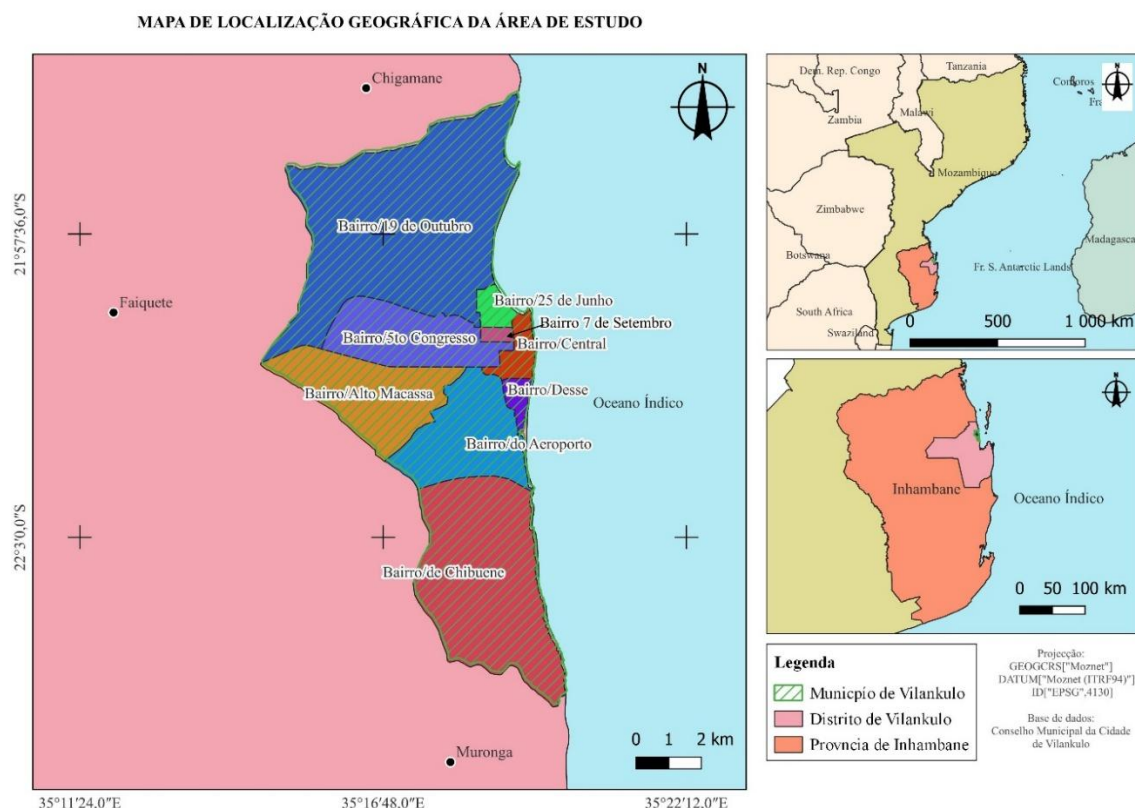 MAPA DE LOCALIZAÇÃO GEOGRÁFICA DA ÁREA DE ESTUDO
N
Chigamane
21°57'36,0"S
Bairro/19 de Outubro
Faiquete
Bairro/25 de Junho
Bairro 7 de Setembro
Bairro/5to Congresso
Bairro/Central
Bairro/Alto Macassa
Bairro/Desse
Oceano Índico
Bairro/do Aeroporto
22°3'0,0"S
Bairro/de Chibuene
0 1 2 km
Muronga
35°11'24,0"E
35°16'48,0"E
35°22'12,0"E
Dem. Rep. Congo
Tanzania
N
Comoros
Fra
Malawi
Zambia
Mozambique
Zimbabwe
Madagasca
Botswana
Fr. S. Antarctic Lands
South Africa
Swaziland
0 500 1 000 km
N
Inhambane
Oceano Índico
0 50 100 km
Legenda
Municpío de Vilankulo
Distrito de Vilankulo
Provncia de Inhambane
Projecção:
GEOGCRS["Moznet"]
DATUM["Moznet (ITRF94)"]
ID["EPSG",4130]
Base de dados:
Conselho Municipal da Cidade
de Vilankulo